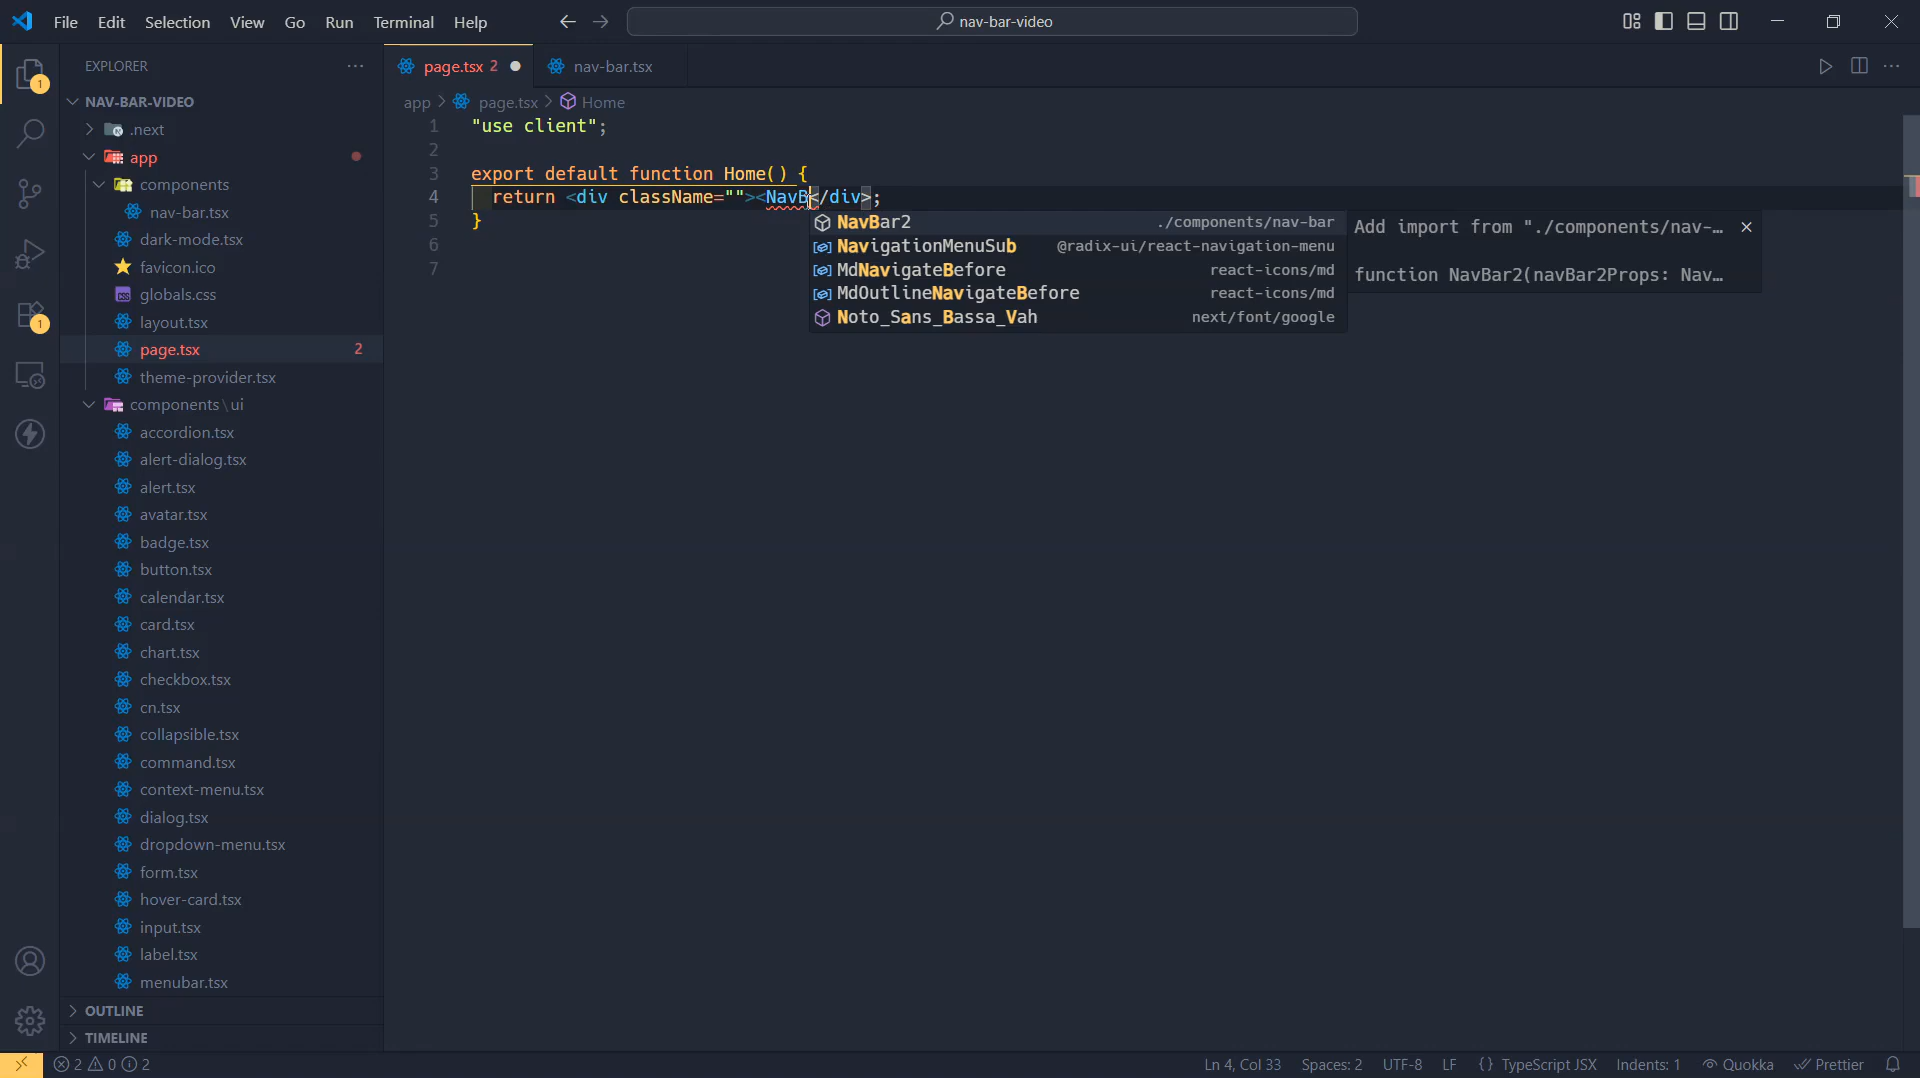 File Edit Selection View Go Run Terminal Help
nav-bar-video
EXPLORER
NAV-BAR-VIDEO
.next
app
components
nav-bar.tsx
dark-mode.tsx
favicon.ico
globals.css
layout.tsx
page.tsx 2
theme-provider.tsx
components\ui
accordion.tsx
alert-dialog.tsx
alert.tsx
avatar.tsx
badge.tsx
button.tsx
calendar.tsx
card.tsx
chart.tsx
checkbox.tsx
cn.tsx
collapsible.tsx
command.tsx
context-menu.tsx
dialog.tsx
dropdown-menu.tsx
form.tsx
hover-card.tsx
input.tsx
label.tsx
menubar.tsx
OUTLINE
TIMELINE
1
1
page.tsx 2
nav-bar.tsx
app > page.tsx > Home
1 "use client";
2
3 export default function Home() {
4 return <div className=""><NavB</div>;
5 }
6
7
NavBar2 ./components/nav-bar
NavigationMenuSub @radix-ui/react-navigation-menu
MdNavigateBefore react-icons/md
MdOutlineNavigateBefore react-icons/md
Noto_Sans_Bassa_Vah next/font/google
Add import from "./components/nav-…
function NavBar2(navBar2Props: Nav…
2 0 2
Ln 4, Col 33 Spaces: 2 UTF-8 LF {} TypeScript JSX Indents: 1 Quokka Prettier